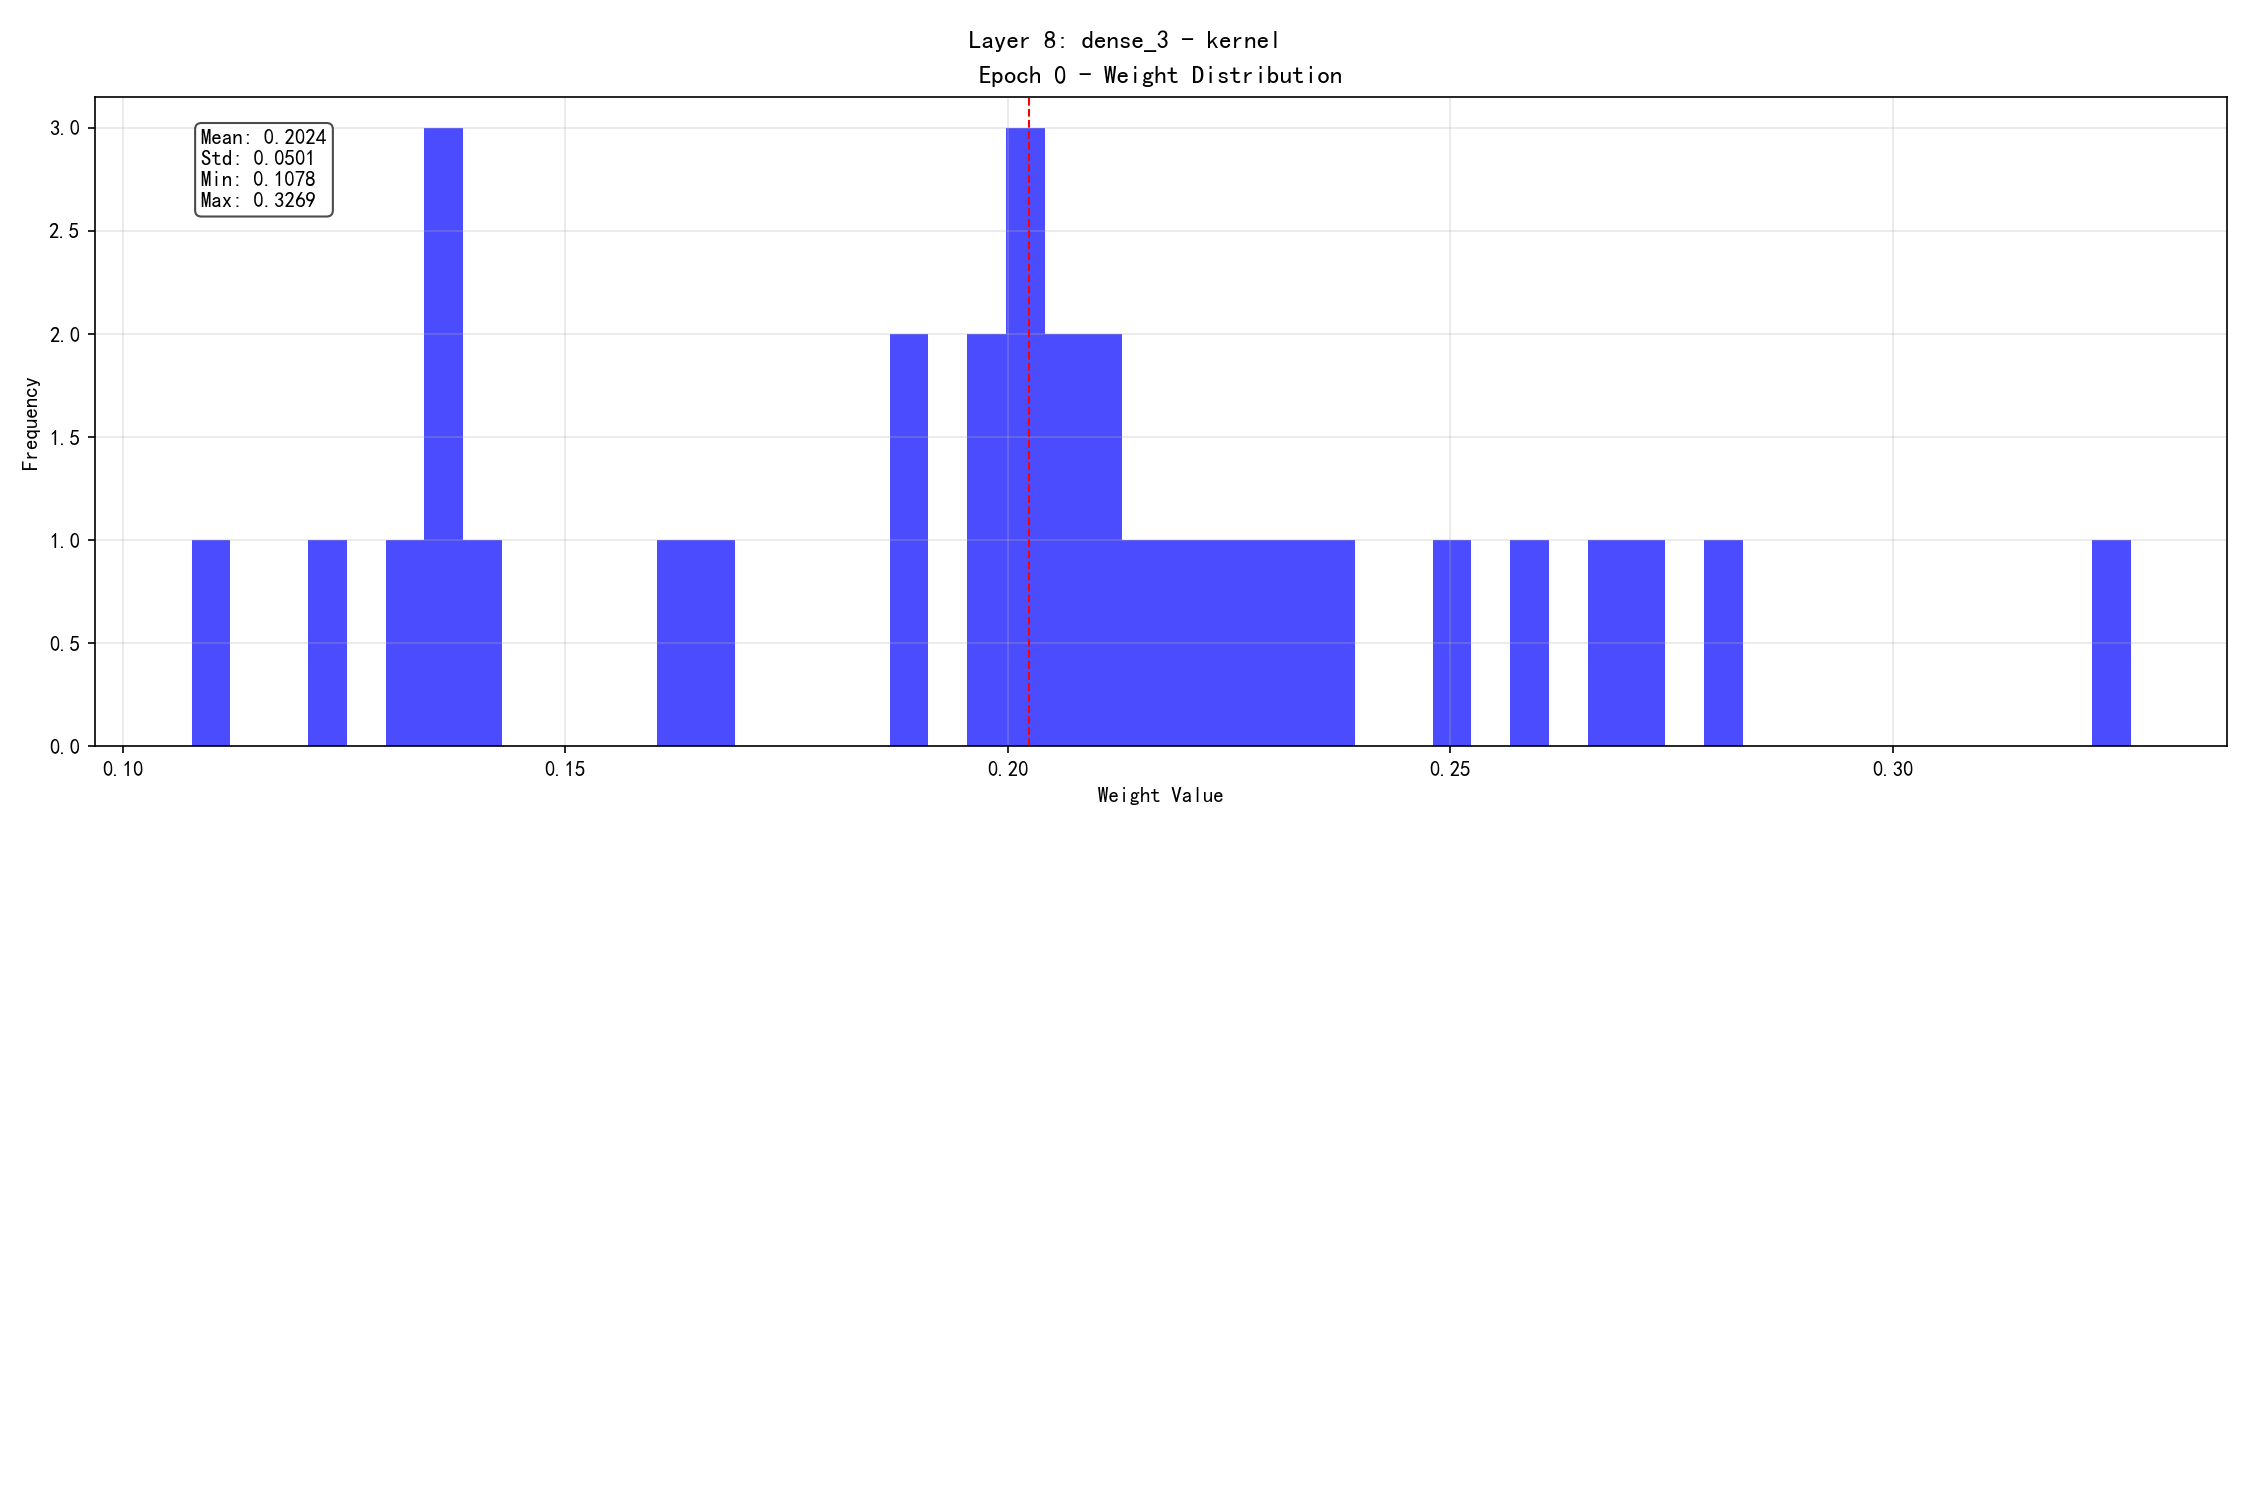 Layer 8: dense_3 - kernel
Epoch 0 - Weight Distribution
Mean: 0.2024
Std: 0.0501
Min: 0.1078
Max: 0.3269
3.0
2.5
2.0
1.5
1.0
0.5
0.0
Frequency
0.10 0.15 0.20 0.25 0.30
Weight Value